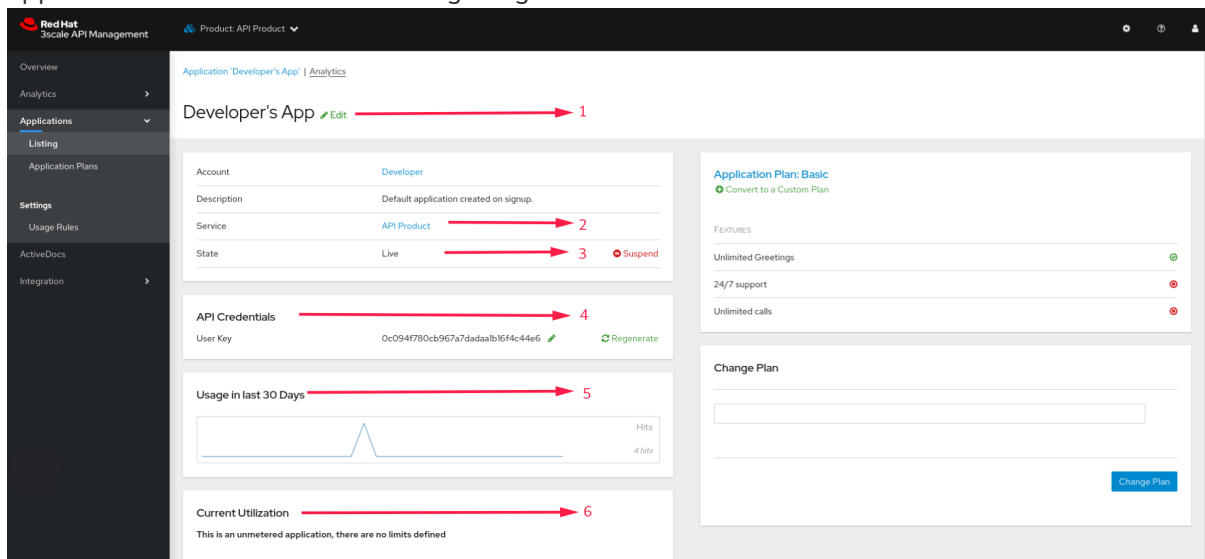 Red Hat
3scale API Management
Product: API Product
Overview
Analytics
Applications
Listing
Application Plans
Settings
Usage Rules
ActiveDocs
Integration
Application 'Developer's App' | Analytics
Developer's App Edit
1
Account Developer
Description Default application created on signup.
Service API Product
2
State Live
3
Suspend
API Credentials
4
User Key 0c094f780cb967a7dadaa1b16f4c44e6 Regenerate
Usage in last 30 Days
5
Hits
4 hits
Current Utilization
6
This is an unmetered application, there are no limits defined
Application Plan: Basic
Convert to a Custom Plan
FEATURES
Unlimited Greetings
24/7 support
Unlimited calls
Change Plan
Change Plan